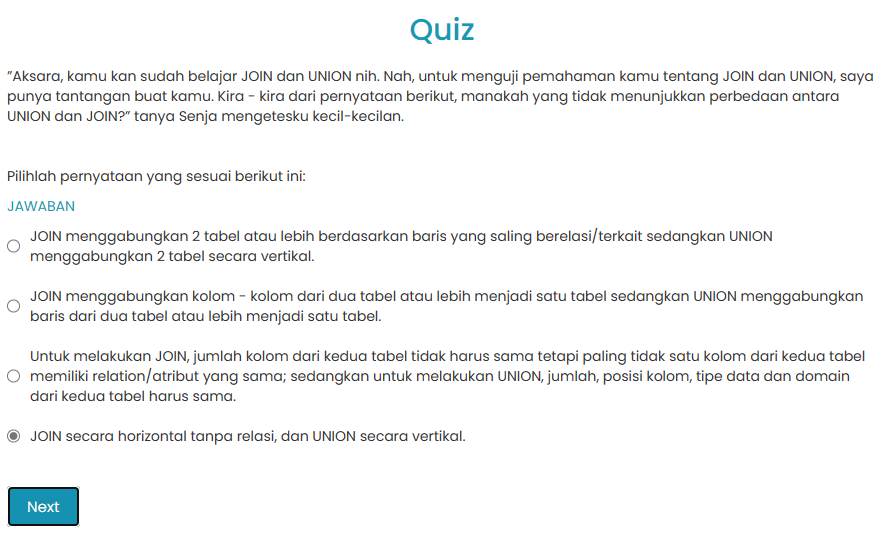 Quiz
"Aksara, kamu kan sudah belajar JOIN dan UNION nih. Nah, untuk menguji pemahaman kamu tentang JOIN dan UNION, saya
punya tantangan buat kamu. Kira - kira dari pernyataan berikut, manakah yang tidak menunjukkan perbedaan antara
UNION dan JOIN?" tanya Senja mengetesku kecil-kecilan.
Pilihlah pernyataan yang sesuai berikut ini:
JAWABAN
JOIN menggabungkan 2 tabel atau lebih berdasarkan baris yang saling berelasi/terkait sedangkan UNION
menggabungkan 2 tabel secara vertikal.
JOIN menggabungkan kolom - kolom dari dua tabel atau lebih menjadi satu tabel sedangkan UNION menggabungkan
baris dari dua tabel atau lebih menjadi satu tabel.
Untuk melakukan JOIN, jumlah kolom dari kedua tabel tidak harus sama tetapi paling tidak satu kolom dari kedua tabel
memiliki relation/atribut yang sama; sedangkan untuk melakukan UNION, jumlah, posisi kolom, tipe data dan domain
dari kedua tabel harus sama.
JOIN secara horizontal tanpa relasi, dan UNION secara vertikal.
Next